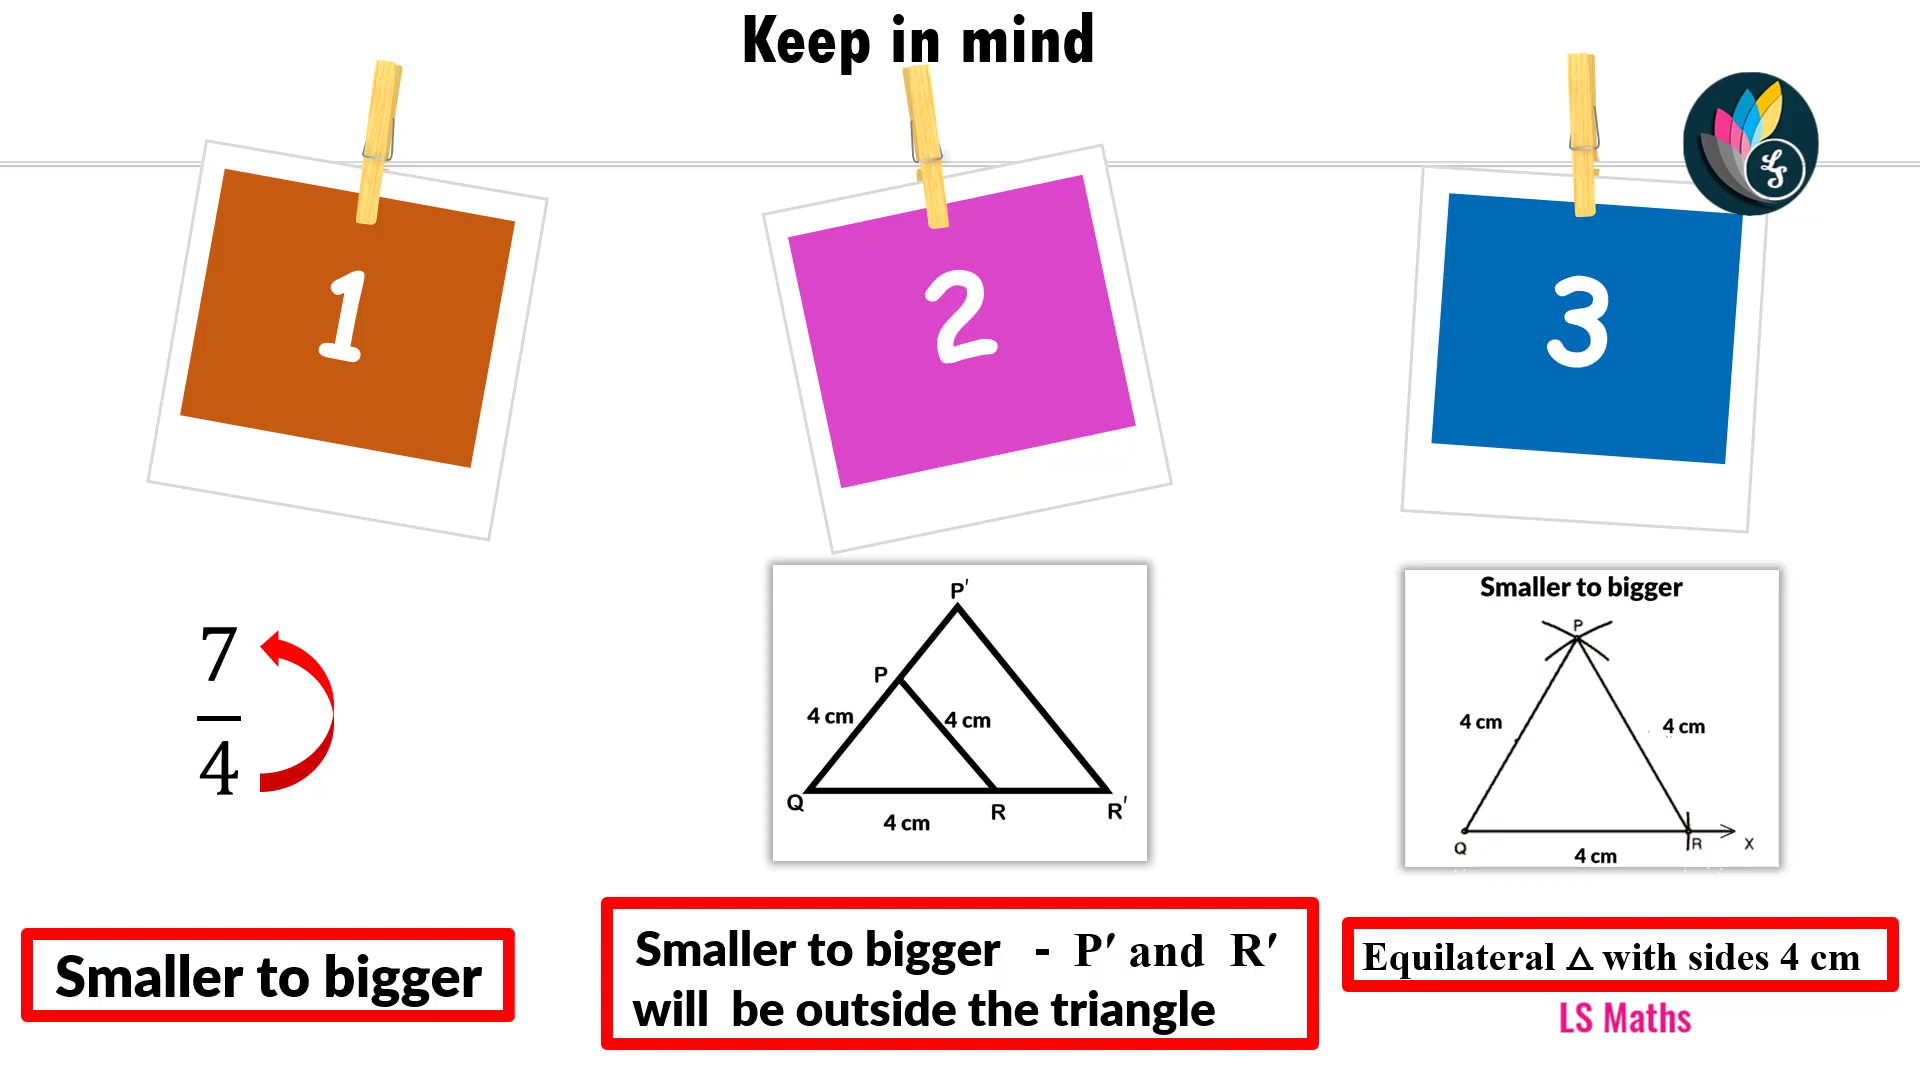 Keep in mind
1
2
3
LS
7
4
Smaller to bigger
P′
P
4 cm
4 cm
Q
R
R′
4 cm
Smaller to bigger - P′ and R′
will be outside the triangle
Smaller to bigger
P
4 cm
4 cm
Q
R
X
4 cm
Equilateral △ with sides 4 cm
LS Maths